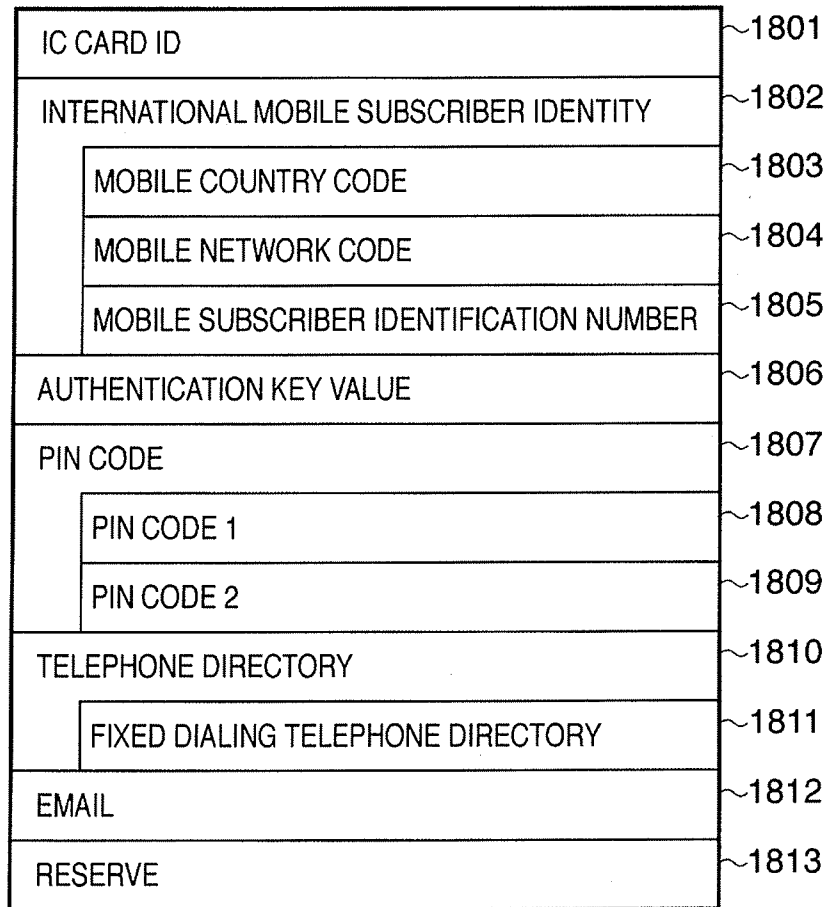 IC CARD ID ~1801
INTERNATIONAL MOBILE SUBSCRIBER IDENTITY ~1802
MOBILE COUNTRY CODE ~1803
MOBILE NETWORK CODE ~1804
MOBILE SUBSCRIBER IDENTIFICATION NUMBER ~1805
AUTHENTICATION KEY VALUE ~1806
PIN CODE ~1807
PIN CODE 1 ~1808
PIN CODE 2 ~1809
TELEPHONE DIRECTORY ~1810
FIXED DIALING TELEPHONE DIRECTORY ~1811
EMAIL ~1812
RESERVE ~1813